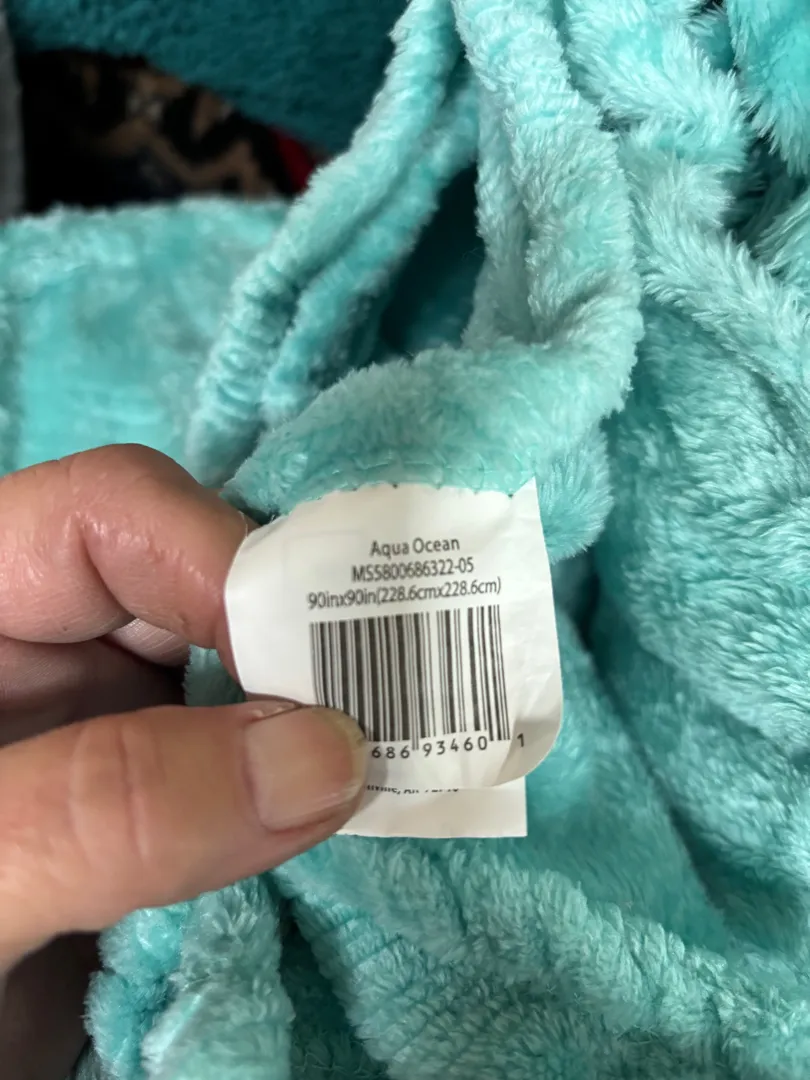 Aqua Ocean
MS5800686322-05
90inx90in(228.6cmx228.6cm)
686 93460 1